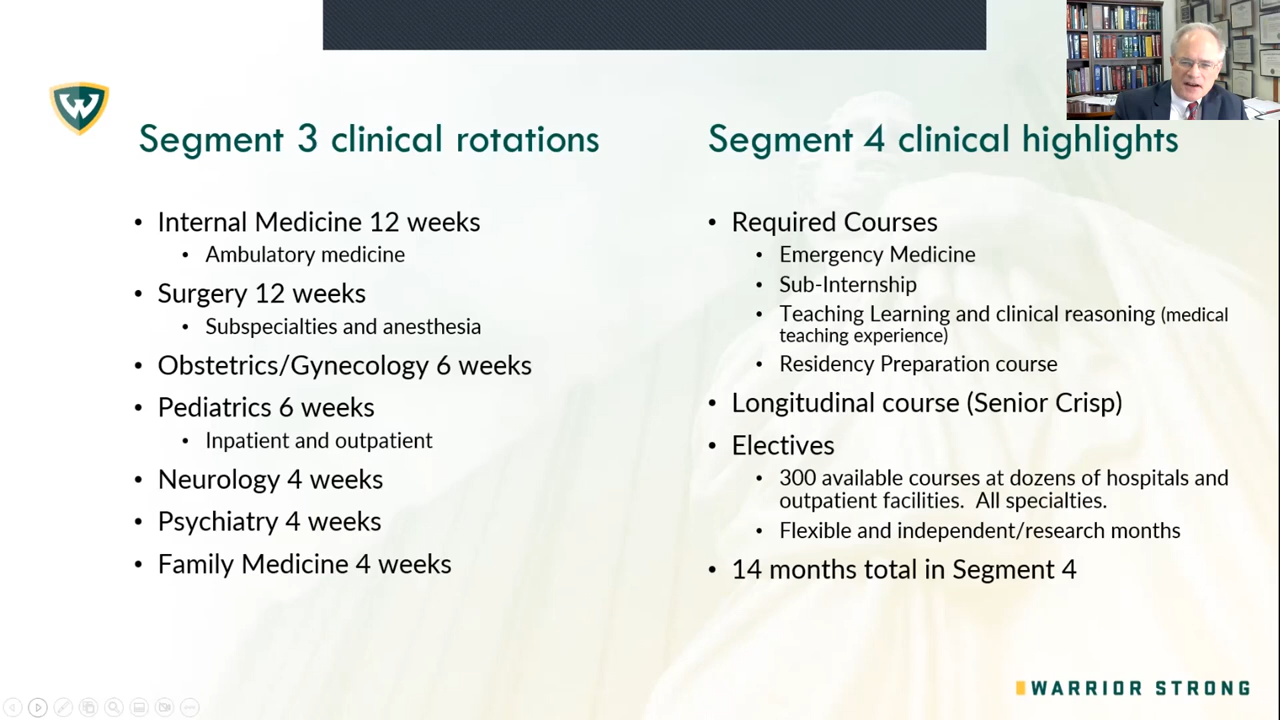 Segment 3 clinical rotations
• Internal Medicine 12 weeks
• Ambulatory medicine
• Surgery 12 weeks
• Subspecialties and anesthesia
• Obstetrics/Gynecology 6 weeks
• Pediatrics 6 weeks
• Inpatient and outpatient
• Neurology 4 weeks
• Psychiatry 4 weeks
• Family Medicine 4 weeks
Segment 4 clinical highlights
• Required Courses
• Emergency Medicine
• Sub-Internship
• Teaching Learning and clinical reasoning (medical
teaching experience)
• Residency Preparation course
• Longitudinal course (Senior Crisp)
• Electives
• 300 available courses at dozens of hospitals and
outpatient facilities.  All specialties.
• Flexible and independent/research months
• 14 months total in Segment 4
W
WARRIOR STRONG